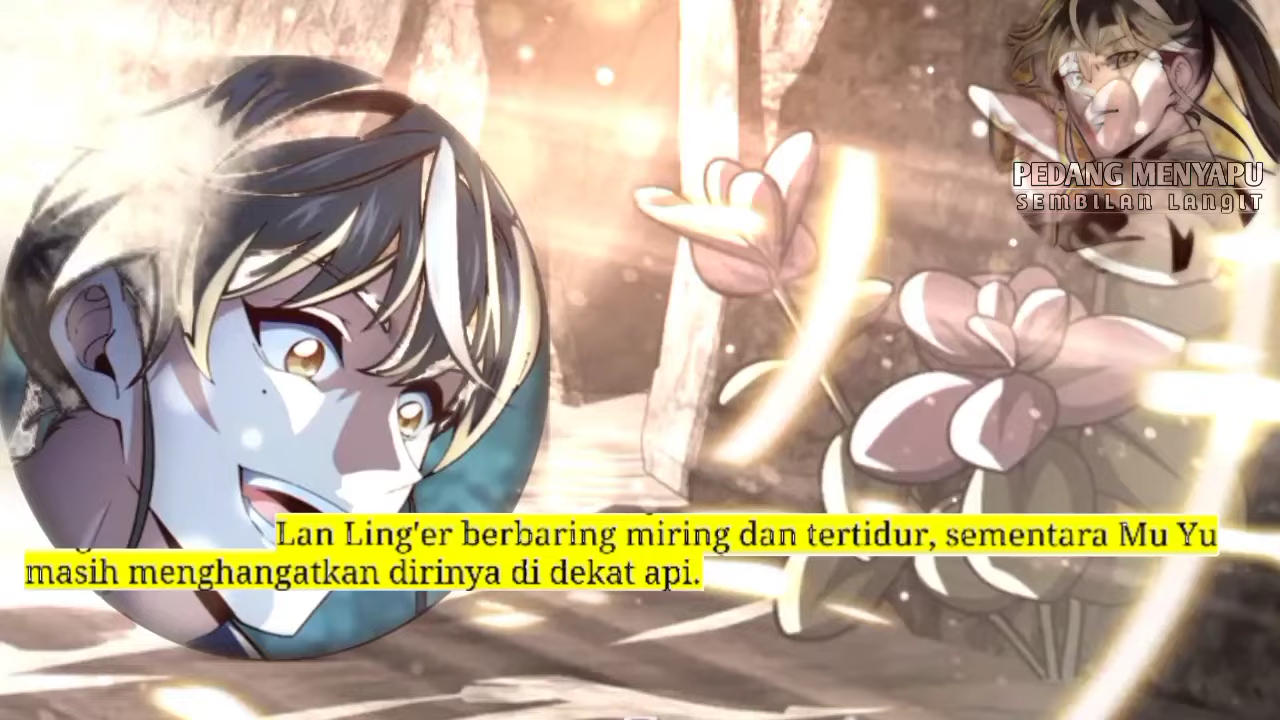 PEDANG MENYAPU
SEMBILAN LANGIT
Lan Ling'er berbaring miring dan tertidur, sementara Mu Yu
masih menghangatkan dirinya di dekat api.